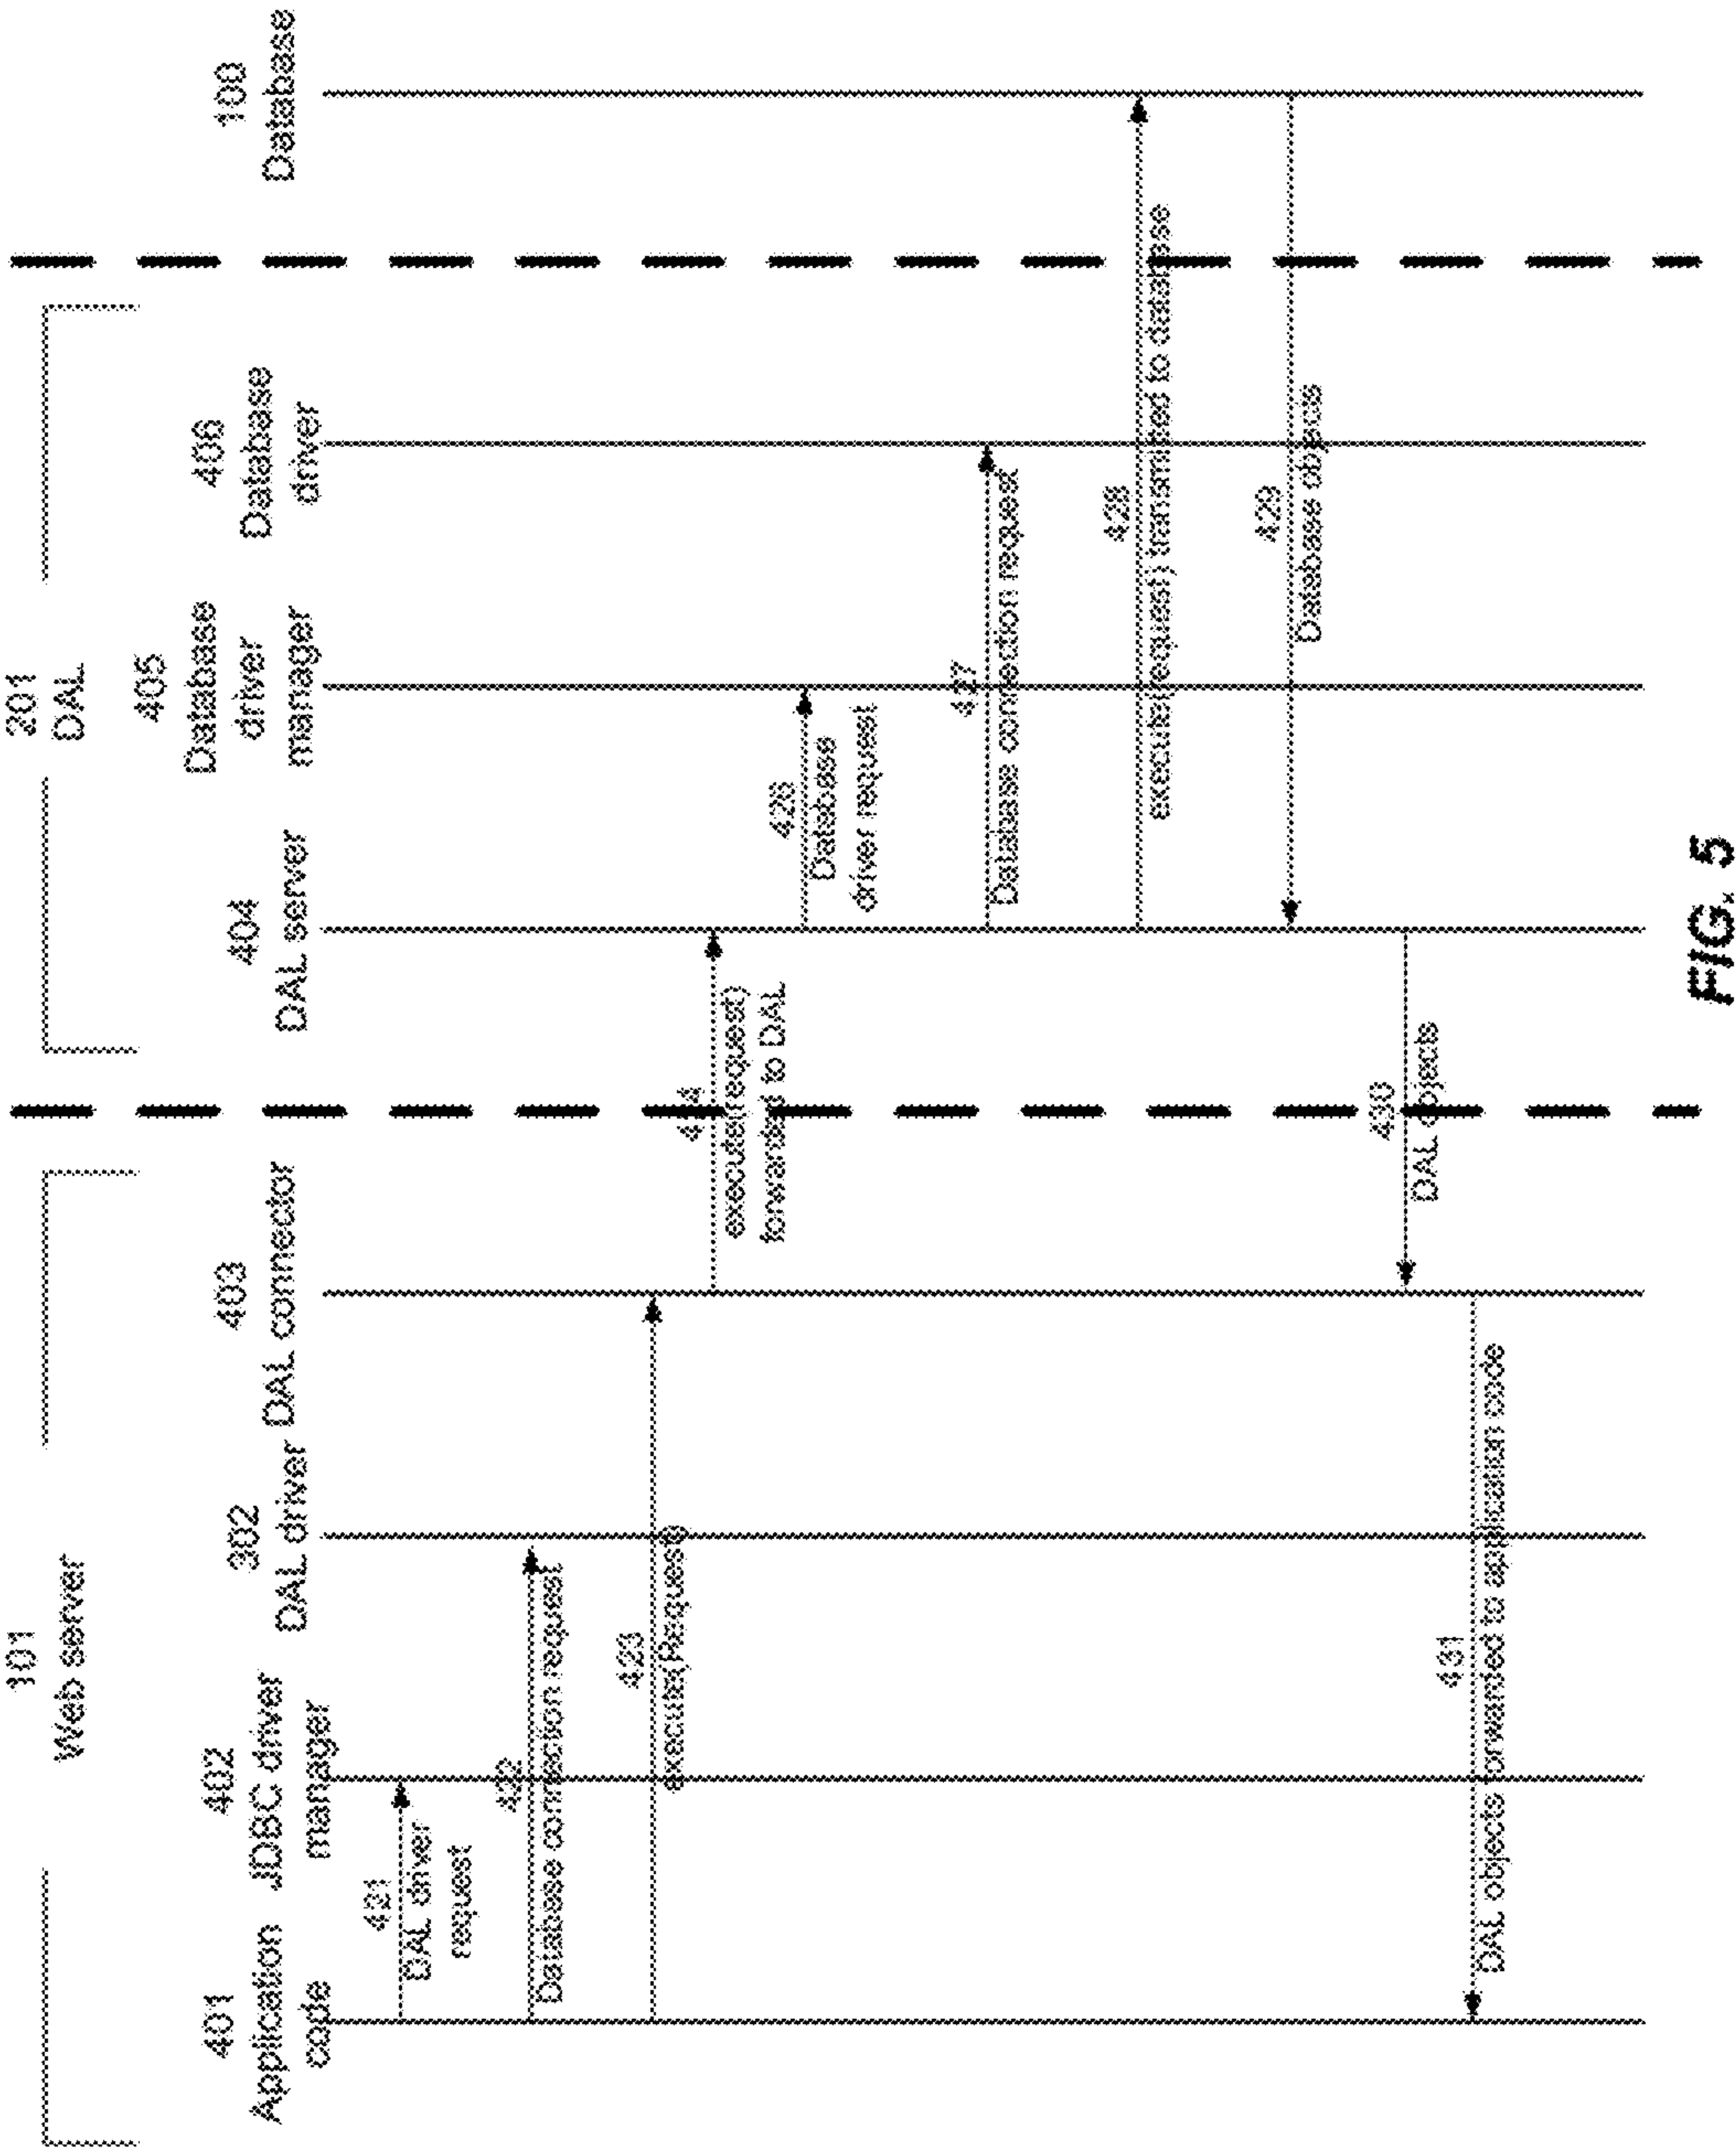 101
Web server
201
DAL
401
Application
code
402
JDBC driver
manager
302
DAL driver
403
DAL connector
404
DAL server
405
Database
driver
manager
406
Database
driver
100
Database
421
DAL driver
request
422
Database connection request
423
execute(Request)
424
execute(request)
forwarded to DAL
426
Database
driver request
427
Database connection request
428
execute(request) transmitted to database
429
Database objects
430
DAL objects
431
DAL objects forwarded to application code
FIG. 5